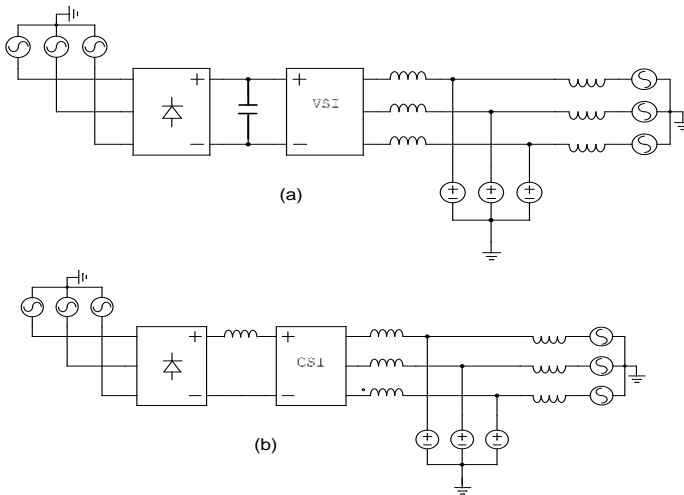 + + VSI
− −
(a)
+ + CSI
− −
(b)